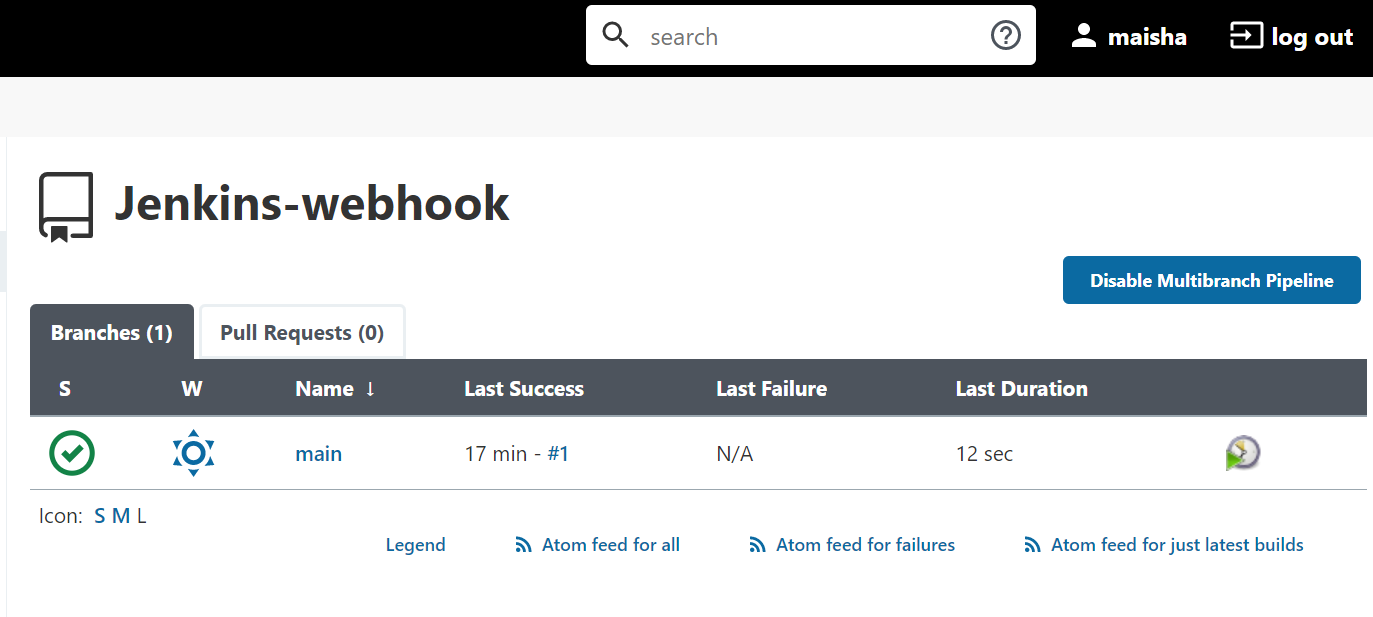 search
maisha
log out
Jenkins-webhook
Disable Multibranch Pipeline
Branches (1)
Pull Requests (0)
S W Name ↓ Last Success Last Failure Last Duration
main 17 min - #1 N/A 12 sec
Icon: S M L
Legend Atom feed for all Atom feed for failures Atom feed for just latest builds